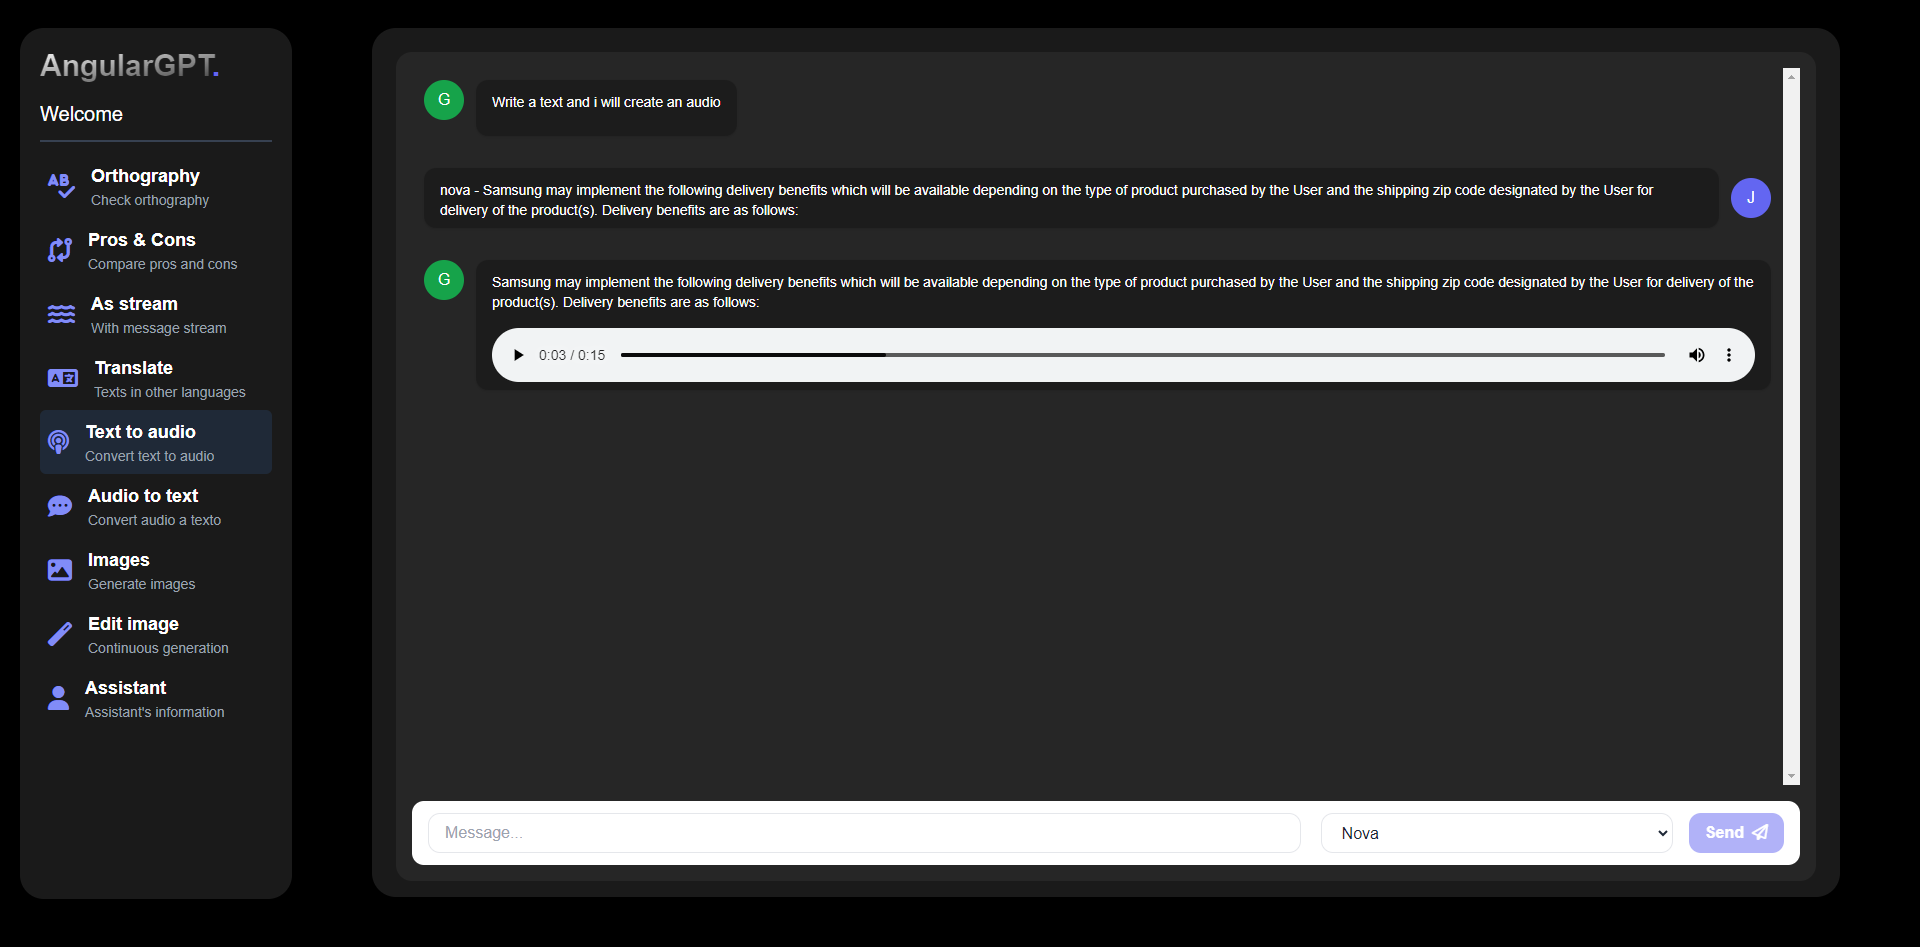 AngularGPT.
Welcome
Orthography
Check orthography
Pros & Cons
Compare pros and cons
As stream
With message stream
Translate
Texts in other languages
Text to audio
Convert text to audio
Audio to text
Convert audio a texto
Images
Generate images
Edit image
Continuous generation
Assistant
Assistant's information
G
Write a text and i will create an audio
nova - Samsung may implement the following delivery benefits which will be available depending on the type of product purchased by the User and the shipping zip code designated by the User for
delivery of the product(s). Delivery benefits are as follows:
J
G
Samsung may implement the following delivery benefits which will be available depending on the type of product purchased by the User and the shipping zip code designated by the User for delivery of the
product(s). Delivery benefits are as follows:
0:03 / 0:15
Message...
Nova
Send